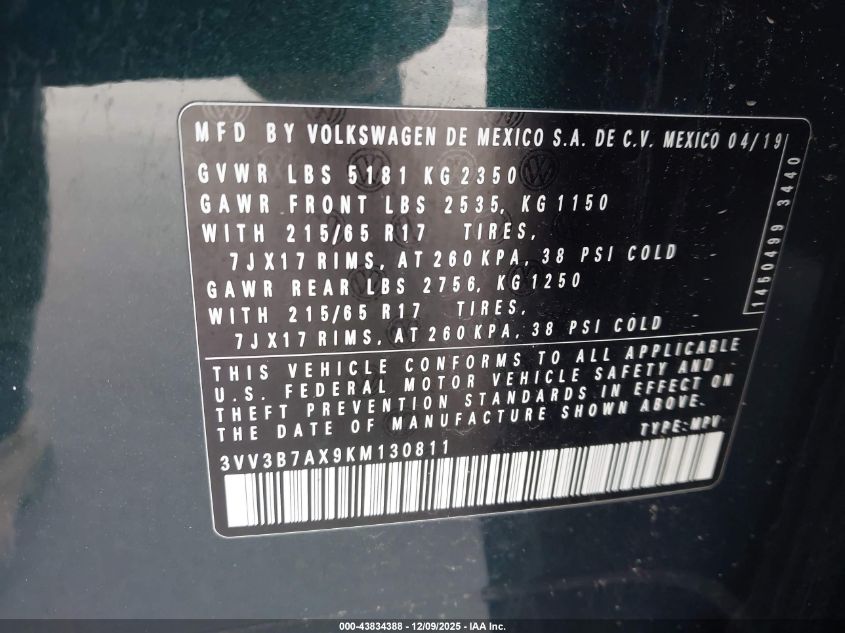 MFD BY VOLKSWAGEN DE MEXICO S.A. DE C.V. MEXICO 04/19
GVWR LBS 5181 KG 2350
GAWR FRONT LBS 2535, KG 1150
WITH 215/65 R17 TIRES,
7JX17 RIMS, AT 260 KPA, 38 PSI COLD
GAWR REAR LBS 2756, KG 1250
WITH 215/65 R17 TIRES,
7JX17 RIMS, AT 260 KPA, 38 PSI COLD
1450499 3440
THIS VEHICLE CONFORMS TO ALL APPLICABLE
U.S. FEDERAL MOTOR VEHICLE SAFETY AND
THEFT PREVENTION STANDARDS IN EFFECT ON
THE DATE OF MANUFACTURE SHOWN ABOVE.
TYPE: MPV
3VV3B7AX9KM130811
000-43834388 - 12/09/2025 - IAA Inc.